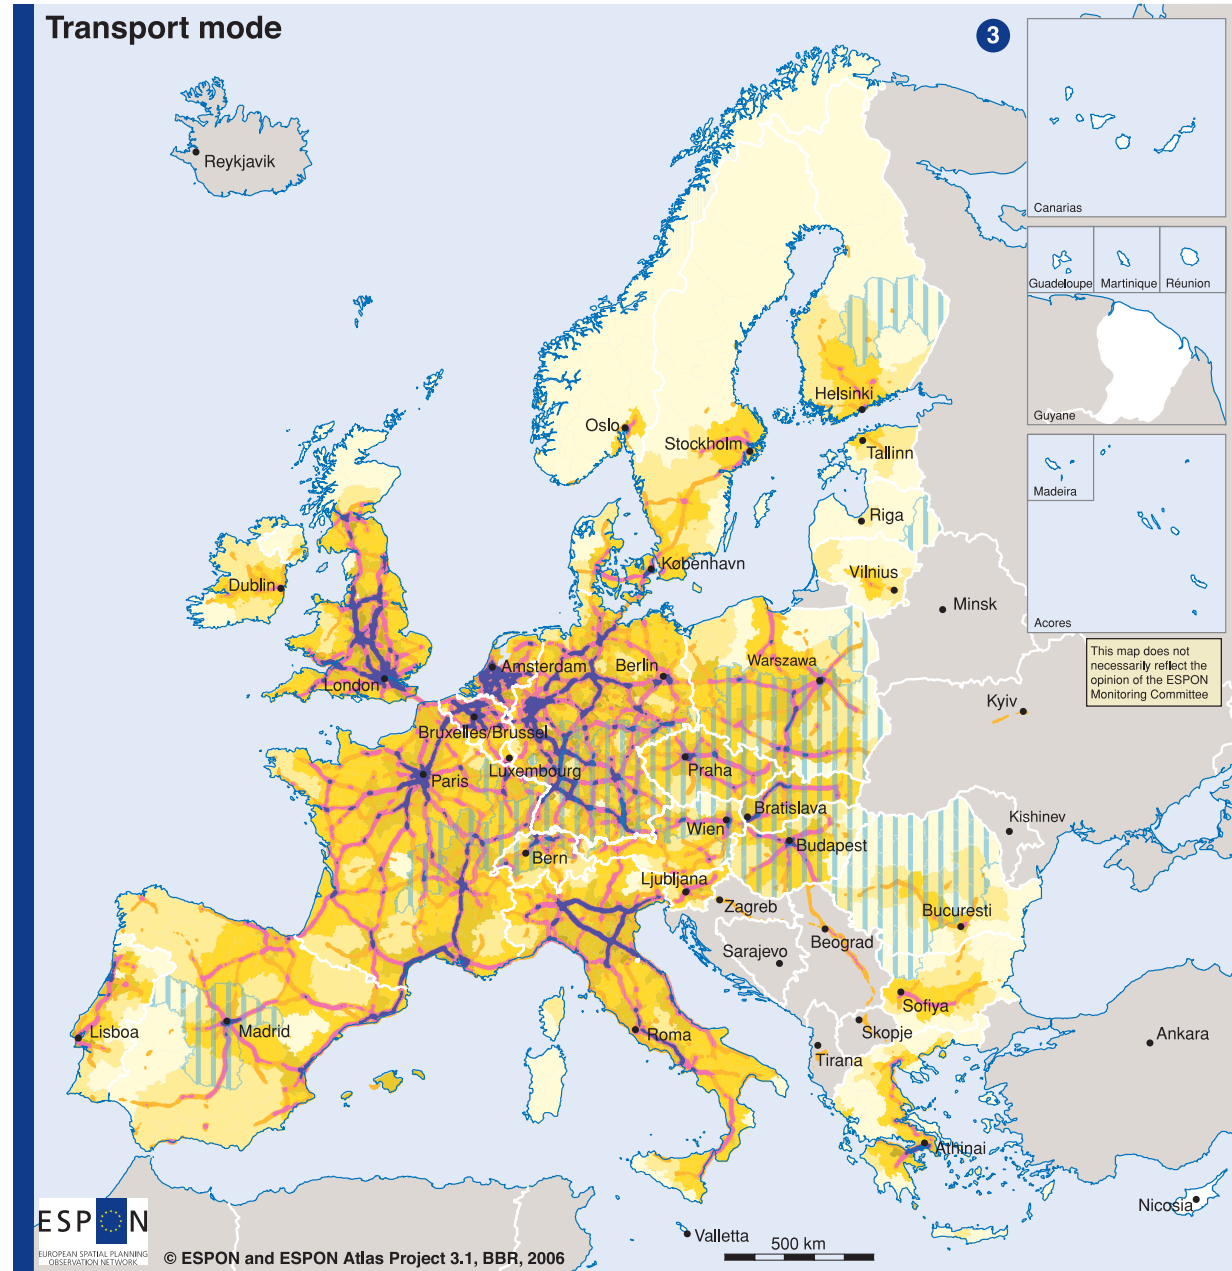 Transport mode
3
Reykjavik
Canarias
Guadeloupe
Martinique
Réunion
Guyane
Madeira
Acores
This map does not
necessarily reflect the
opinion of the ESPON
Monitoring Committee
Helsinki
Oslo
Stockholm
Tallinn
Riga
København
Vilnius
Minsk
Dublin
Amsterdam
Berlin
Warszawa
London
Kyiv
Bruxelles/Brussel
Luxembourg
Praha
Paris
Bratislava
Wien
Kishinev
Budapest
Bern
Ljubljana
Zagreb
Bucuresti
Beograd
Sarajevo
Sofiya
Skopje
Lisboa
Madrid
Roma
Tirana
Ankara
Athinai
Nicosia
Valletta
500 km
ESPON
EUROPEAN SPATIAL PLANNING
OBSERVATION NETWORK
© ESPON and ESPON Atlas Project 3.1, BBR, 2006